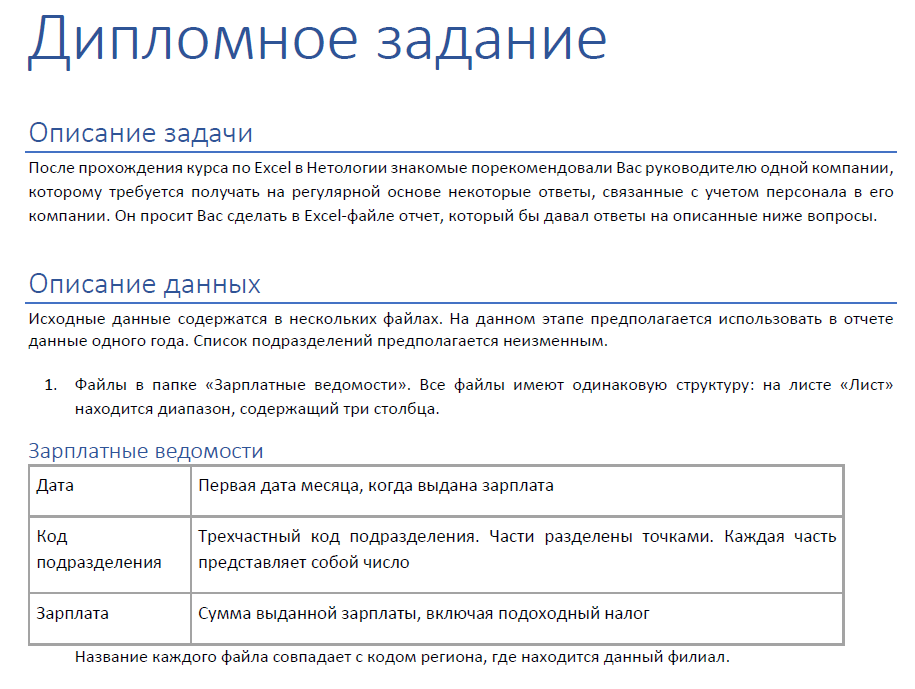 Дипломное задание
Описание задачи
После прохождения курса по Excel в Нетологии знакомые порекомендовали Вас руководителю одной компании,
которому требуется получать на регулярной основе некоторые ответы, связанные с учетом персонала в его
компании. Он просит Вас сделать в Excel-файле отчет, который бы давал ответы на описанные ниже вопросы.
Описание данных
Исходные данные содержатся в нескольких файлах. На данном этапе предполагается использовать в отчете
данные одного года. Список подразделений предполагается неизменным.
1. Файлы в папке «Зарплатные ведомости». Все файлы имеют одинаковую структуру: на листе «Лист»
находится диапазон, содержащий три столбца.
Зарплатные ведомости
Дата
Первая дата месяца, когда выдана зарплата
Код
подразделения
Трехчастный код подразделения. Части разделены точками. Каждая часть
представляет собой число
Зарплата
Сумма выданной зарплаты, включая подоходный налог
Название каждого файла совпадает с кодом региона, где находится данный филиал.